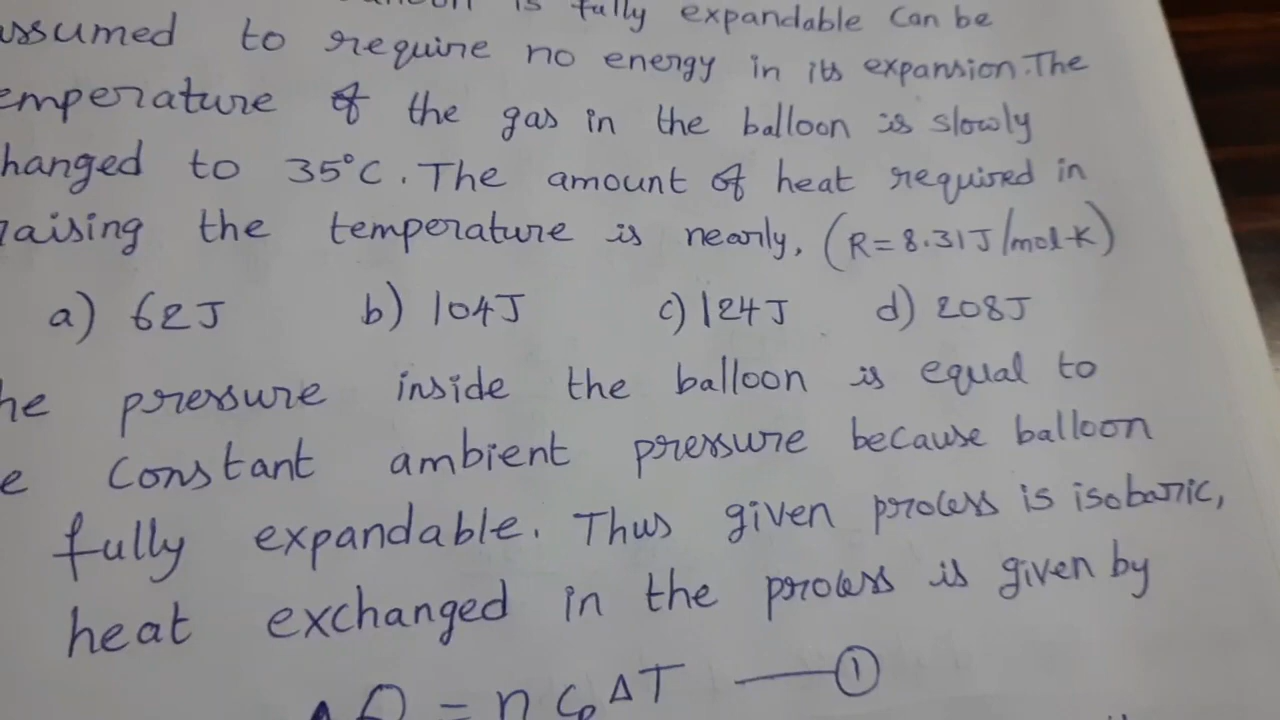 is fully expandable can be
assumed to require no energy in its expansion. The
emperature of the gas in the balloon is slowly
hanged to 35°C. The amount of heat required in
raising the temperature is nearly, (R = 8.31 J/mol-K)
a) 62J b) 104J c) 124J d) 208J
he pressure inside the balloon is equal to
e constant ambient pressure because balloon
fully expandable. Thus given process is isobaric,
heat exchanged in the process is given by
ΔQ = n Cp ΔT —— ①